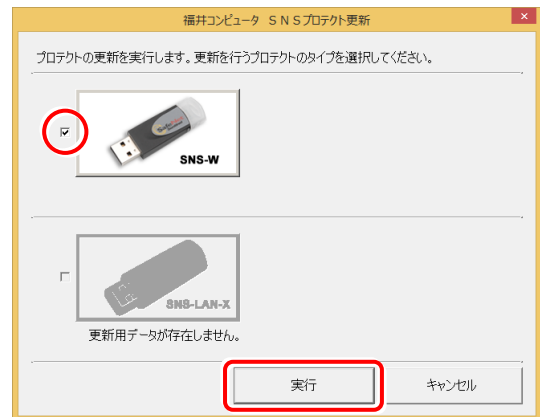 福井コンピュータ ＳＮＳプロテクト更新
プロテクトの更新を実行します。更新を行うプロテクトのタイプを選択してください。
SNS-W
SNS-LAN-X
更新用データが存在しません。
実行
キャンセル